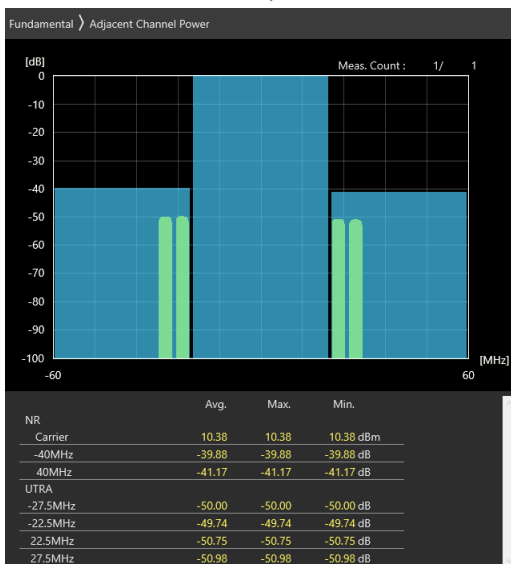 Fundamental 〉 Adjacent Channel Power
[dB] Meas. Count : 1/ 1
0
-10
-20
-30
-40
-50
-60
-70
-80
-90
-100
[MHz]
-60 60
Avg. Max. Min.
NR
Carrier 10.38 10.38 10.38 dBm
-40MHz -39.88 -39.88 -39.88 dB
40MHz -41.17 -41.17 -41.17 dB
UTRA
-27.5MHz -50.00 -50.00 -50.00 dB
-22.5MHz -49.74 -49.74 -49.74 dB
22.5MHz -50.75 -50.75 -50.75 dB
27.5MHz -50.98 -50.98 -50.98 dB